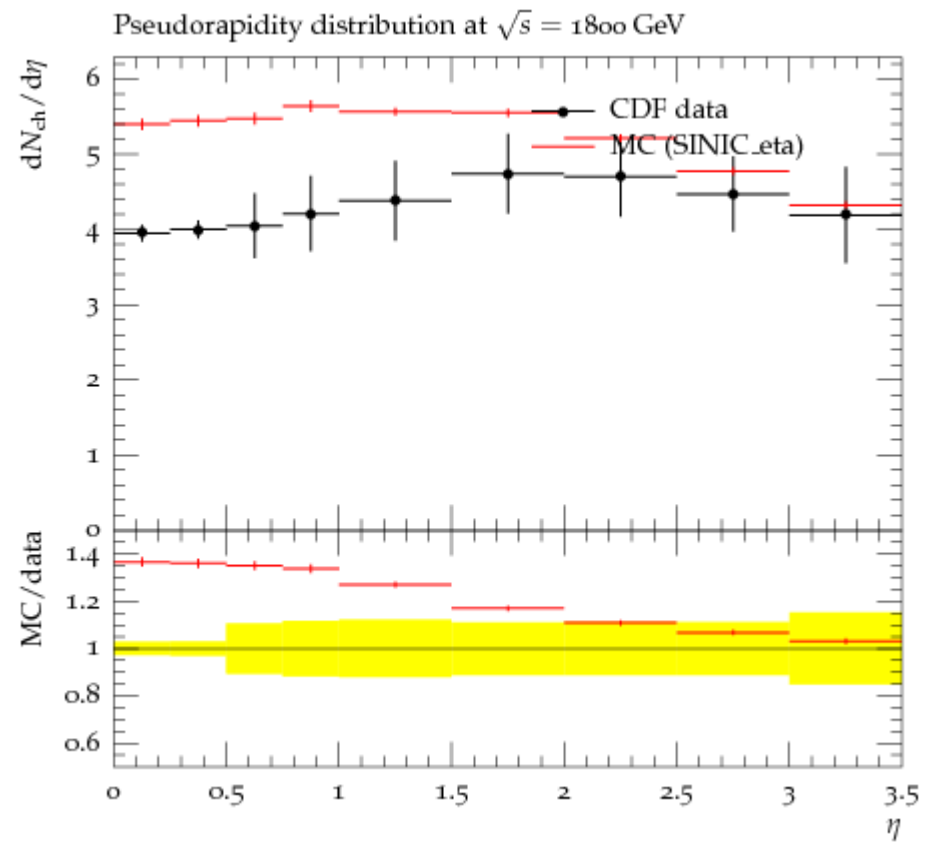 Pseudorapidity distribution at √s = 1800 GeV
dN_ch/dη
6
5
4
3
2
1
0
CDF data
MC (SINIC_eta)
MC/data
1.4
1.2
1
0.8
0.6
0 0.5 1 1.5 2 2.5 3 3.5
η